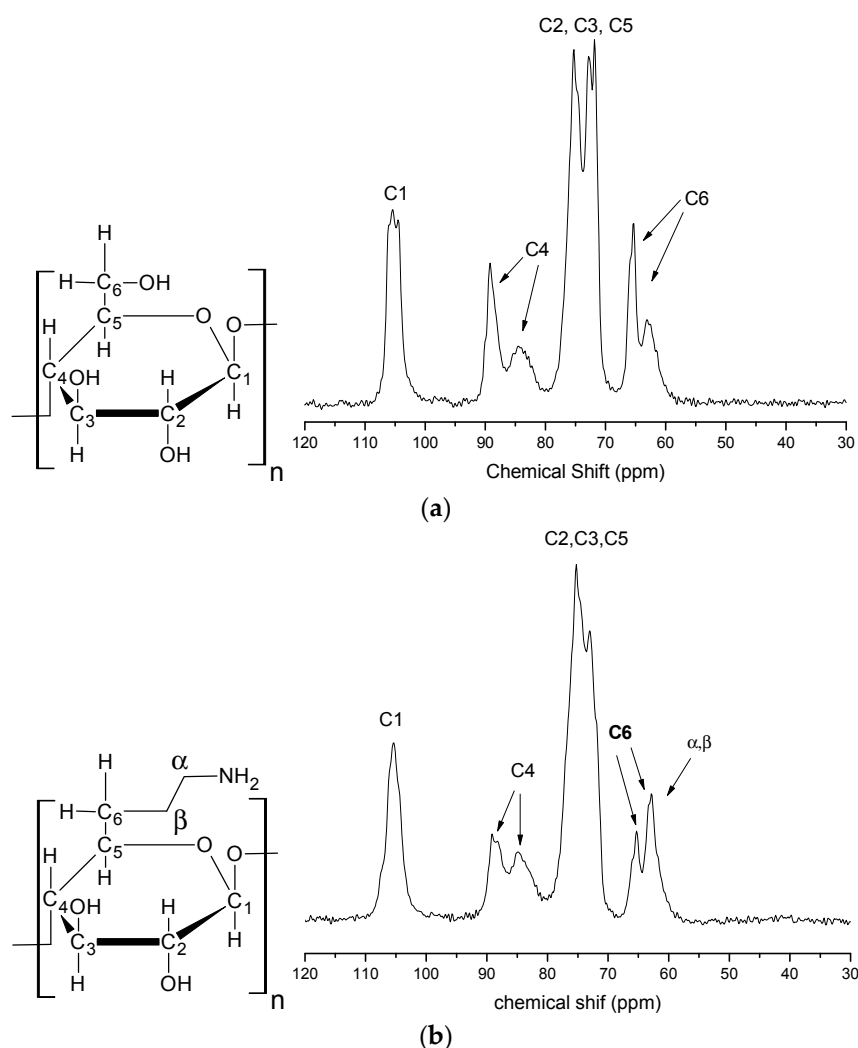 C2, C3, C5
C1
C4
C6
H
H C6 OH
C5 O O
H H
C4 OH H C1
C3 C2 H
H OH
n
120 110 100 90 80 70 60 50 40 30
Chemical Shift (ppm)
(a)
C2,C3,C5
C1
C4
C6
α,β
α
H NH2
H C6
β
C5 O O
H H
C4 OH H C1
C3 C2 H
H OH
n
120 110 100 90 80 70 60 50 40 30
chemical shif (ppm)
(b)